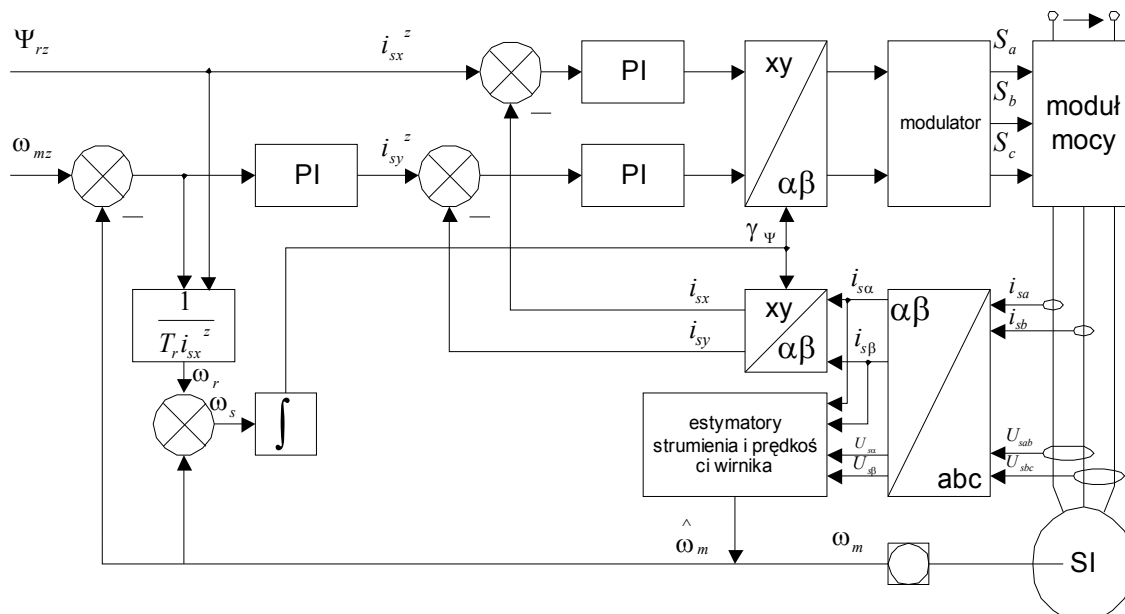 Ψrz
isx z
PI
xy
αβ
modulator
Sa
Sb
Sc
moduł
mocy
ωmz
PI
isy z
PI
γΨ
1
Tr isx z
ωr
ωs
∫
isx
isy
xy
αβ
isα
isβ
αβ
abc
isa
isb
estymatory
strumienia i prędkoś
ci wirnika
Usα
Usβ
Usab
Usbc
^
ωm
ωm
SI